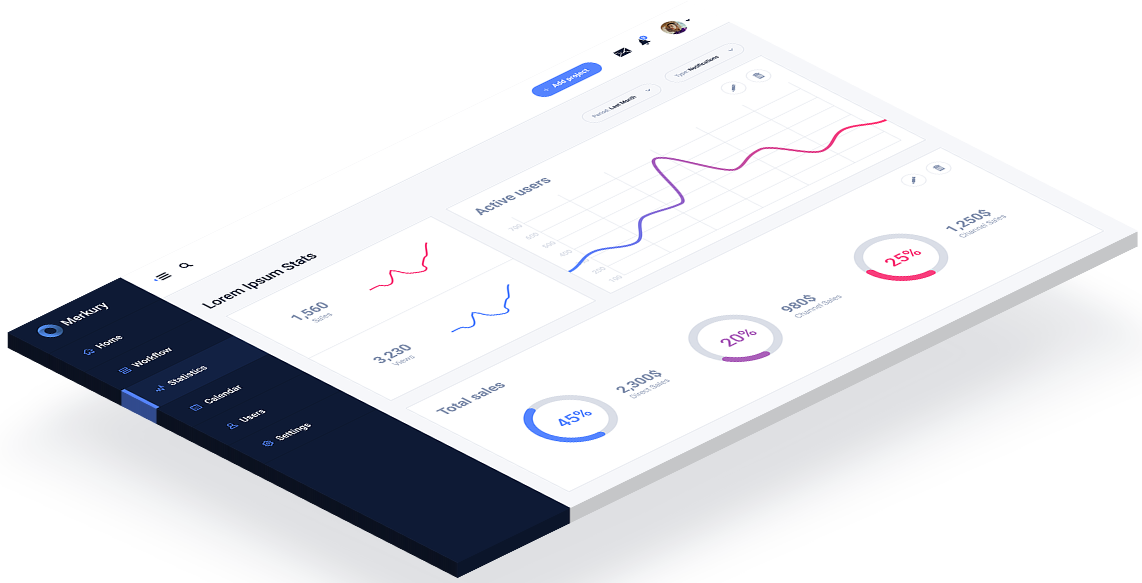 Merkury
Home
Workflow
Statistics
Calendar
Users
Settings
+ Add project
Lorem Ipsum Stats
Period: Last Month
Type: Notifications
1,560
Sales
3,230
Views
Active users
700
600
500
400
200
100
Total sales
45%
2,300$
Direct Sales
20%
980$
Channel Sales
25%
1,250$
Channel Sales